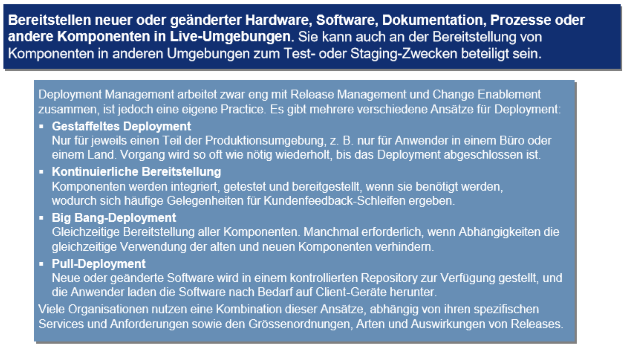 Bereitstellen neuer oder geänderter Hardware, Software, Dokumentation, Prozesse oder
andere Komponenten in Live-Umgebungen. Sie kann auch an der Bereitstellung von
Komponenten in anderen Umgebungen zum Test- oder Staging-Zwecken beteiligt sein.
Deployment Management arbeitet zwar eng mit Release Management und Change Enablement
zusammen, ist jedoch eine eigene Practice. Es gibt mehrere verschiedene Ansätze für Deployment:
▪ Gestaffeltes Deployment
Nur für jeweils einen Teil der Produktionsumgebung, z. B. nur für Anwender in einem Büro oder
einem Land. Vorgang wird so oft wie nötig wiederholt, bis das Deployment abgeschlossen ist.
▪ Kontinuierliche Bereitstellung
Komponenten werden integriert, getestet und bereitgestellt, wenn sie benötigt werden,
wodurch sich häufige Gelegenheiten für Kundenfeedback-Schleifen ergeben.
▪ Big Bang-Deployment
Gleichzeitige Bereitstellung aller Komponenten. Manchmal erforderlich, wenn Abhängigkeiten die
gleichzeitige Verwendung der alten und neuen Komponenten verhindern.
▪ Pull-Deployment
Neue oder geänderte Software wird in einem kontrollierten Repository zur Verfügung gestellt, und
die Anwender laden die Software nach Bedarf auf Client-Geräte herunter.
Viele Organisationen nutzen eine Kombination dieser Ansätze, abhängig von ihren spezifischen
Services und Anforderungen sowie den Grössenordnungen, Arten und Auswirkungen von Releases.